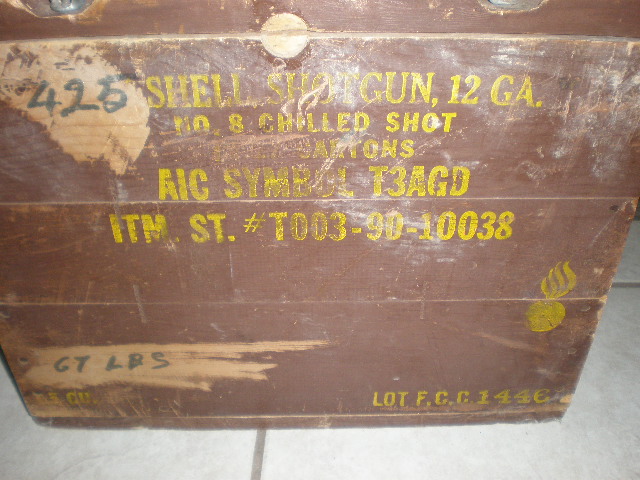 425 SHELL, SHOTGUN, 12 GA.
NO. 8 CHILLED SHOT
CARTONS
AIC SYMBOL T3AGD
ITM. ST. #T003-90-10038
67 LBS
CU.
LOT F.C.C. 1446